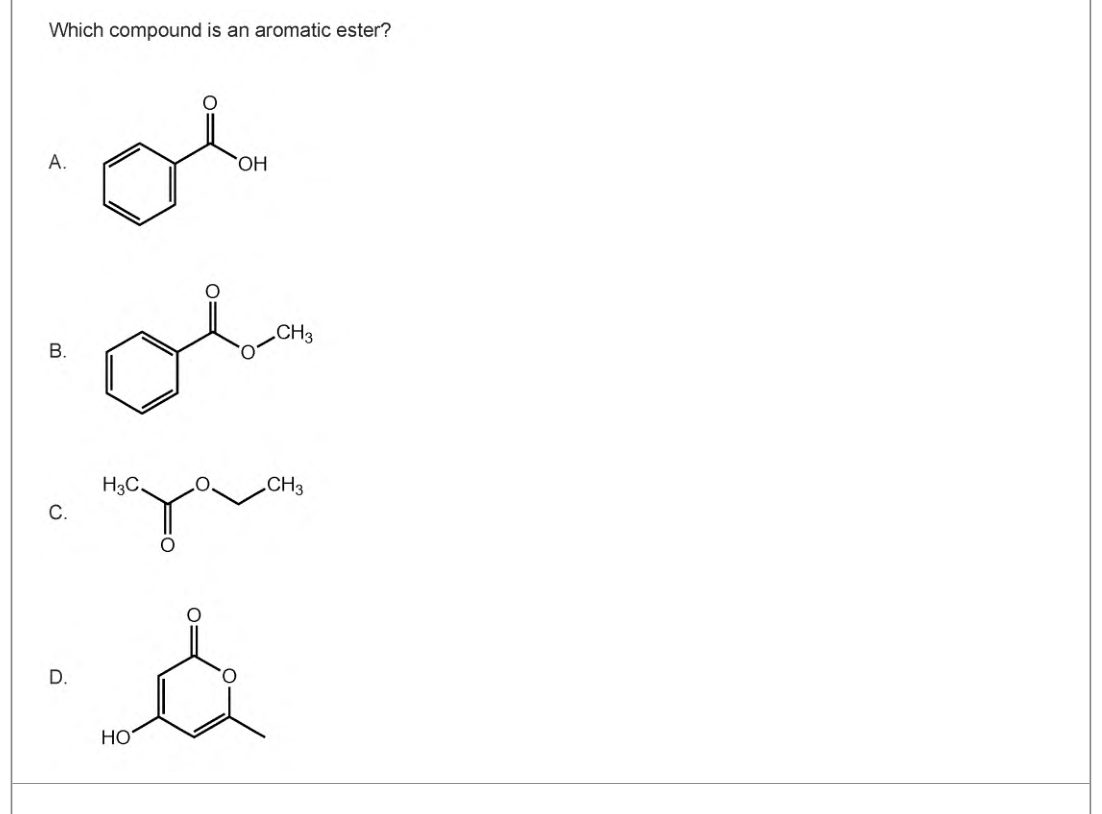 Which compound is an aromatic ester?
A.
O
OH
B.
O
O
CH₃
C.
H₃C
O
CH₃
O
D.
O
O
HO